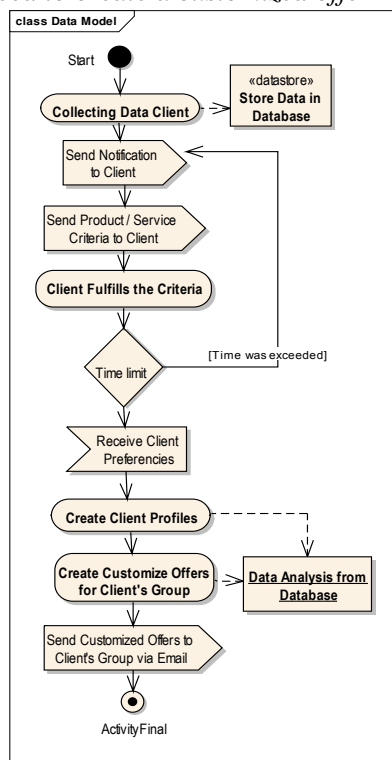 class Data Model
Start
«datastore»
Store Data in
Database
Collecting Data Client
Send Notification
to Client
Send Product / Service
Criteria to Client
Client Fulfills the Criteria
[Time was exceeded]
Time limit
Receive Client
Preferencies
Create Client Profiles
Create Customize Offers
for Client's Group
Data Analysis from
Database
Send Customized Offers to
Client's Group via Email
ActivityFinal